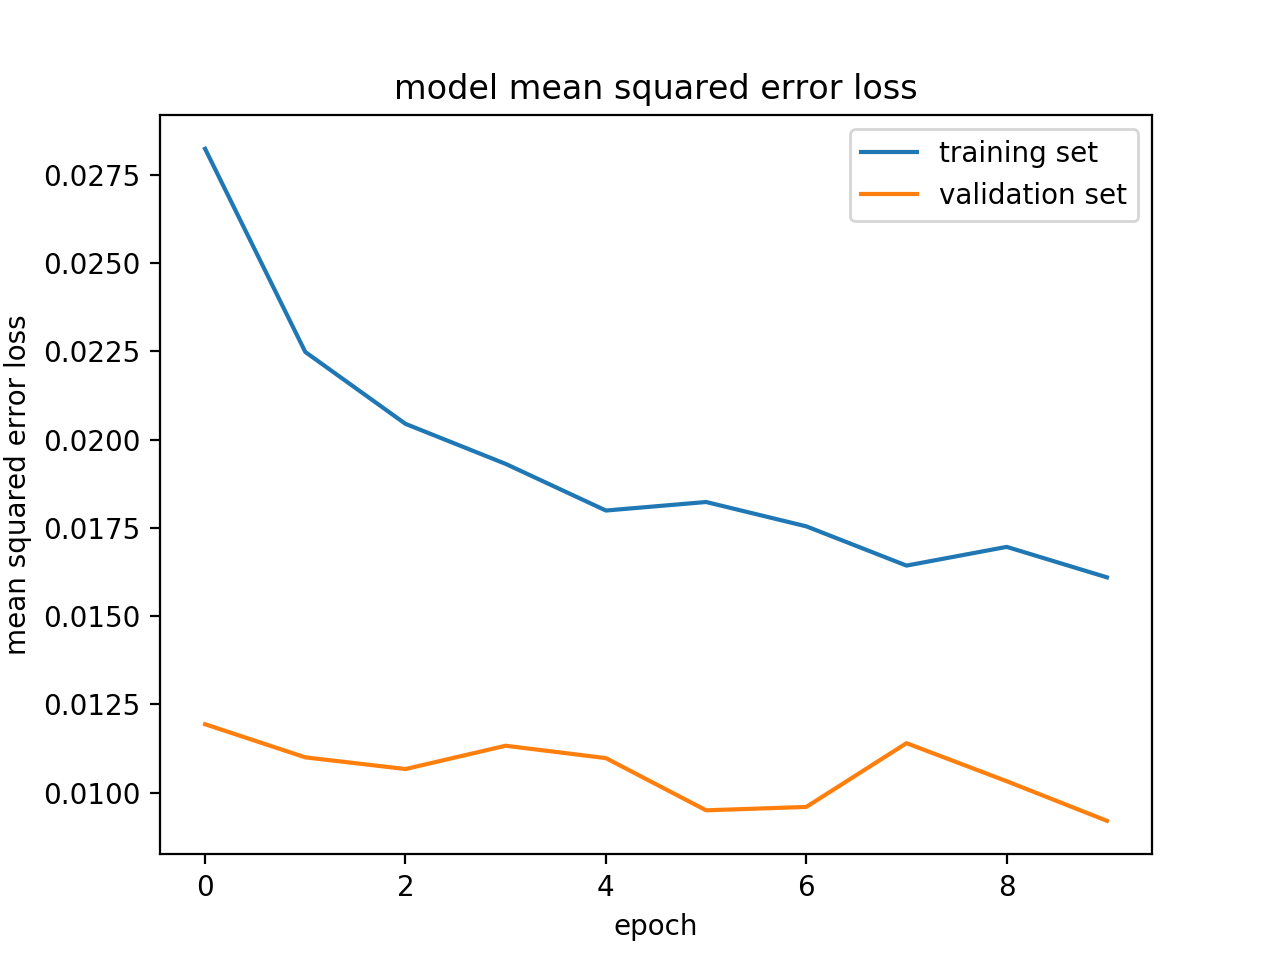 model mean squared error loss
training set
validation set
mean squared error loss
0.0275
0.0250
0.0225
0.0200
0.0175
0.0150
0.0125
0.0100
0 2 4 6 8
epoch